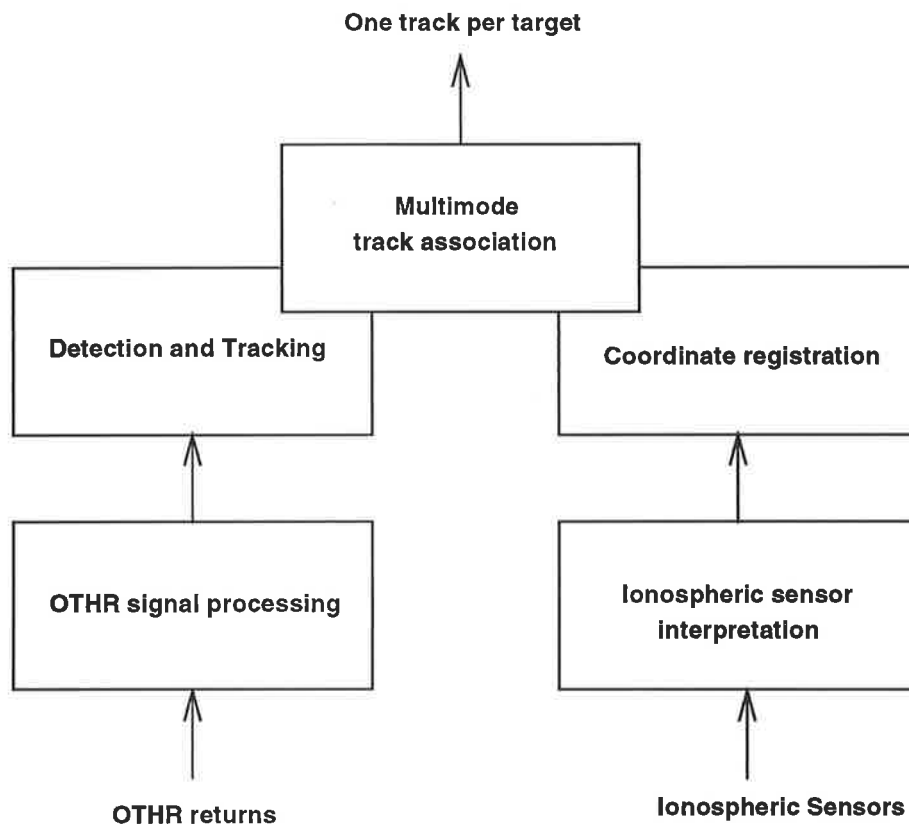 One track per target
Multimode
track association
Detection and Tracking
Coordinate registration
OTHR signal processing
Ionospheric sensor
interpretation
OTHR returns
Ionospheric Sensors